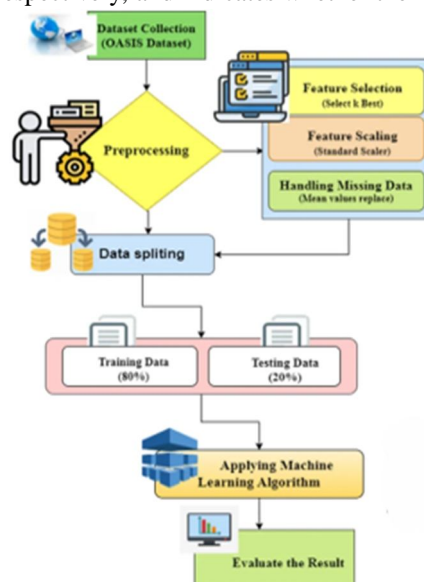 Dataset Collection
(OASIS Dataset)
Preprocessing
Feature Selection
(Select k Best)
Feature Scaling
(Standard Scaler)
Handling Missing Data
(Mean values replace)
Data spliting
Training Data
(80%)
Testing Data
(20%)
Applying Machine
Learning Algorithm
Evaluate the Result